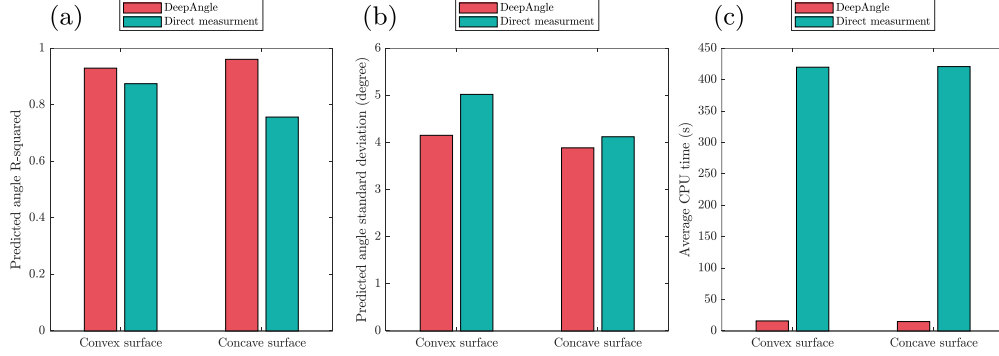 (a)
DeepAngle
Direct measurment
Predicted angle R-squared
1
0.8
0.6
0.4
0.2
0
Convex surface
Concave surface
(b)
DeepAngle
Direct measurment
Predicted angle standard deviation (degree)
6
5
4
3
2
1
0
Convex surface
Concave surface
(c)
DeepAngle
Direct measurment
Average CPU time (s)
450
400
350
300
250
200
150
100
50
0
Convex surface
Concave surface